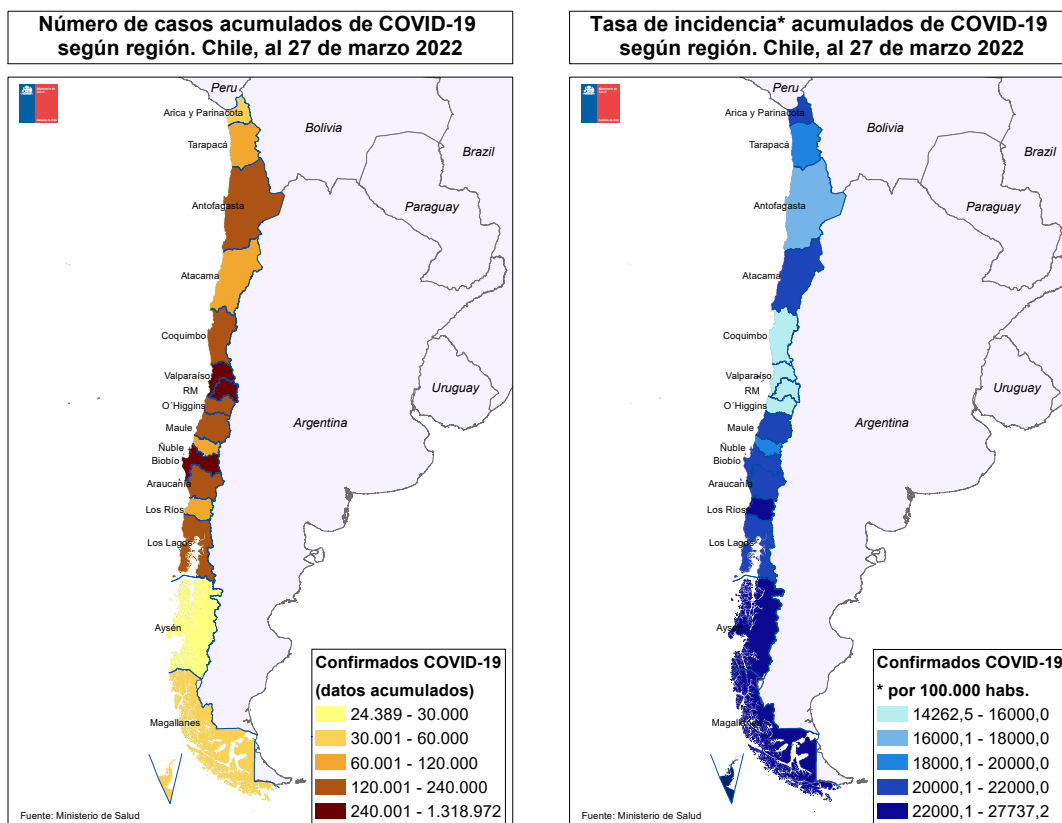 Número de casos acumulados de COVID-19
según región. Chile, al 27 de marzo 2022
Peru
Arica y Parinacota
Bolivia
Tarapacá
Brazil
Antofagasta
Paraguay
Atacama
Coquimbo
Valparaíso
RM
Uruguay
O´Higgins
Maule
Argentina
Ñuble
Biobío
Araucanía
Los Ríos
Los Lagos
Aysén
Magallanes
Confirmados COVID-19
(datos acumulados)
24.389 - 30.000
30.001 - 60.000
60.001 - 120.000
120.001 - 240.000
240.001 - 1.318.972
Fuente: Ministerio de Salud
Tasa de incidencia* acumulados de COVID-19
según región. Chile, al 27 de marzo 2022
Peru
Arica y Parinacota
Bolivia
Tarapacá
Brazil
Antofagasta
Paraguay
Atacama
Coquimbo
Valparaíso
RM
Uruguay
O´Higgins
Maule
Argentina
Ñuble
Biobío
Araucanía
Los Ríos
Los Lagos
Aysén
Magallanes
Confirmados COVID-19
* por 100.000 habs.
14262,5 - 16000,0
16000,1 - 18000,0
18000,1 - 20000,0
20000,1 - 22000,0
22000,1 - 27737,2
Fuente: Ministerio de Salud